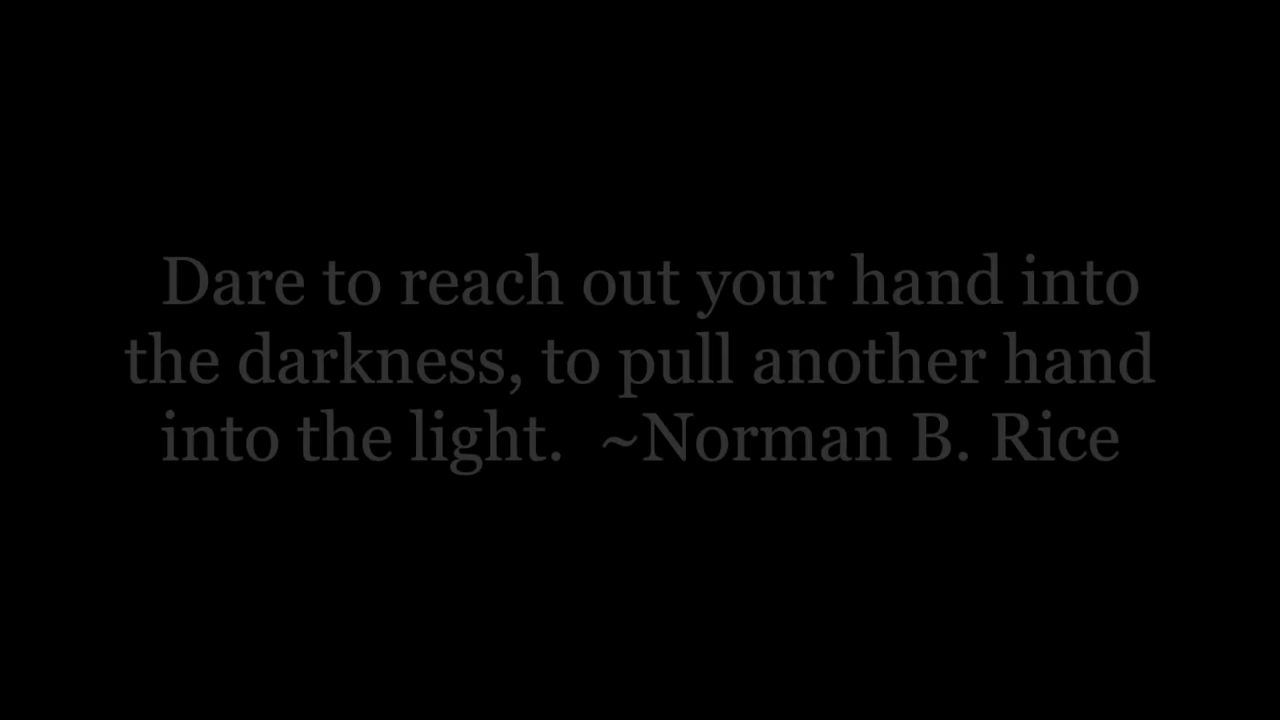 Dare to reach out your hand into
the darkness, to pull another hand
into the light.  ~Norman B. Rice